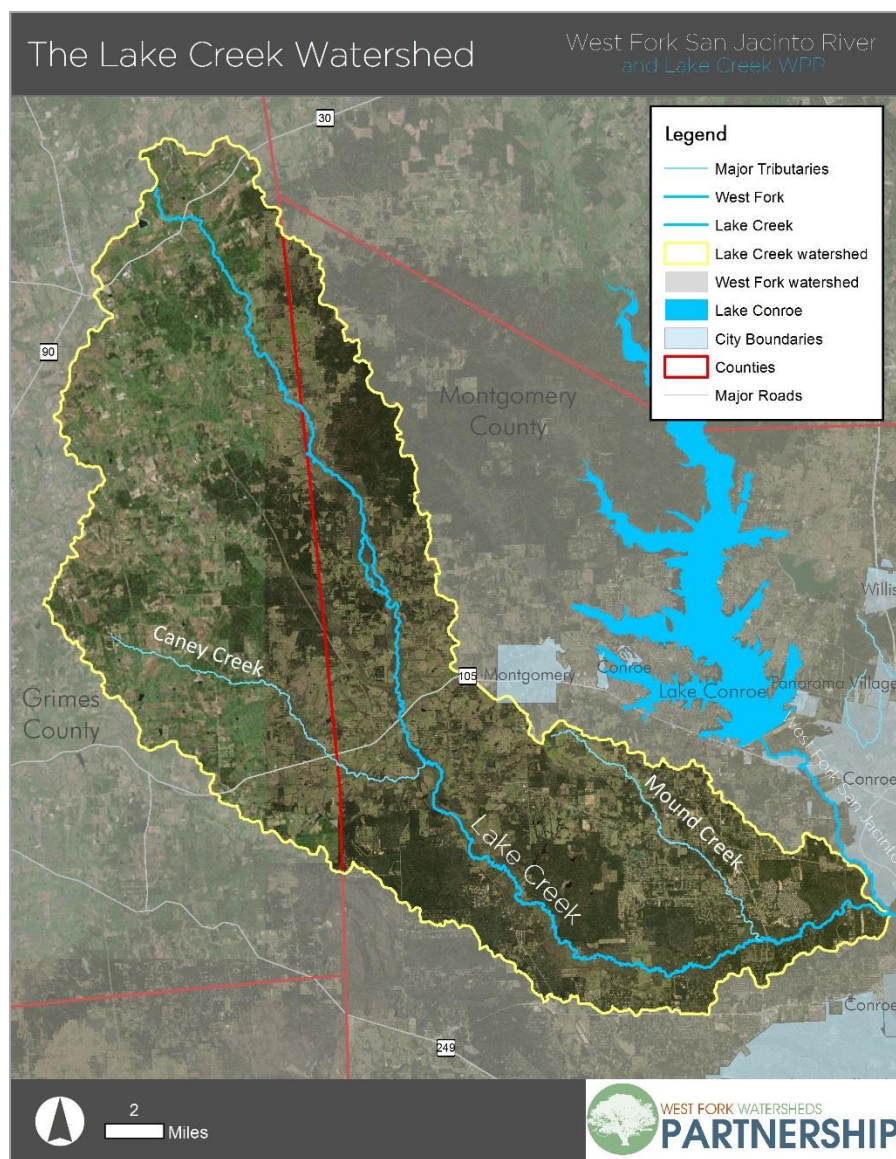 The Lake Creek Watershed
West Fork San Jacinto River
and Lake Creek WPP
30
Legend
Major Tributaries
West Fork
Lake Creek
Lake Creek watershed
West Fork watershed
Lake Conroe
City Boundaries
Counties
Major Roads
90
Montgomery
County
Willis
Caney Creek
105
Montgomery
Conroe
Lake Conroe
Panorama Village
Grimes
County
West Fork San Jacinto
Conroe
Mound Creek
Lake Creek
Conroe
249
2
Miles
WEST FORK WATERSHEDS
PARTNERSHIP